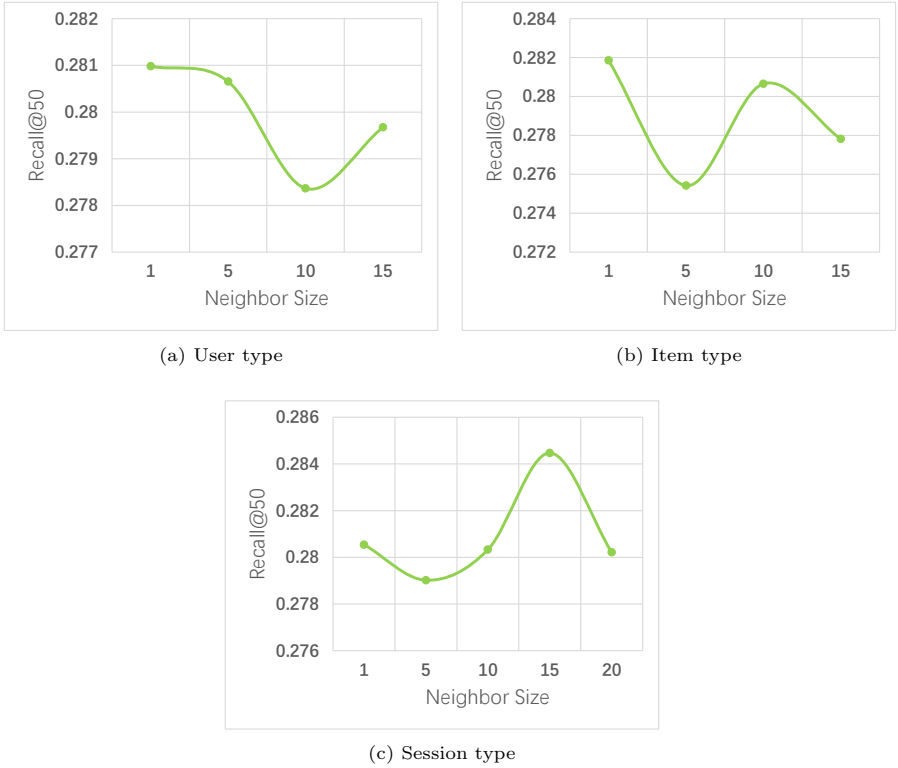 0.282
0.281
0.28
0.279
0.278
0.277
Recall@50
1 5 10 15
Neighbor Size
(a) User type
0.284
0.282
0.28
0.278
0.276
0.274
0.272
Recall@50
1 5 10 15
Neighbor Size
(b) Item type
0.286
0.284
0.282
0.28
0.278
0.276
Recall@50
1 5 10 15 20
Neighbor Size
(c) Session type